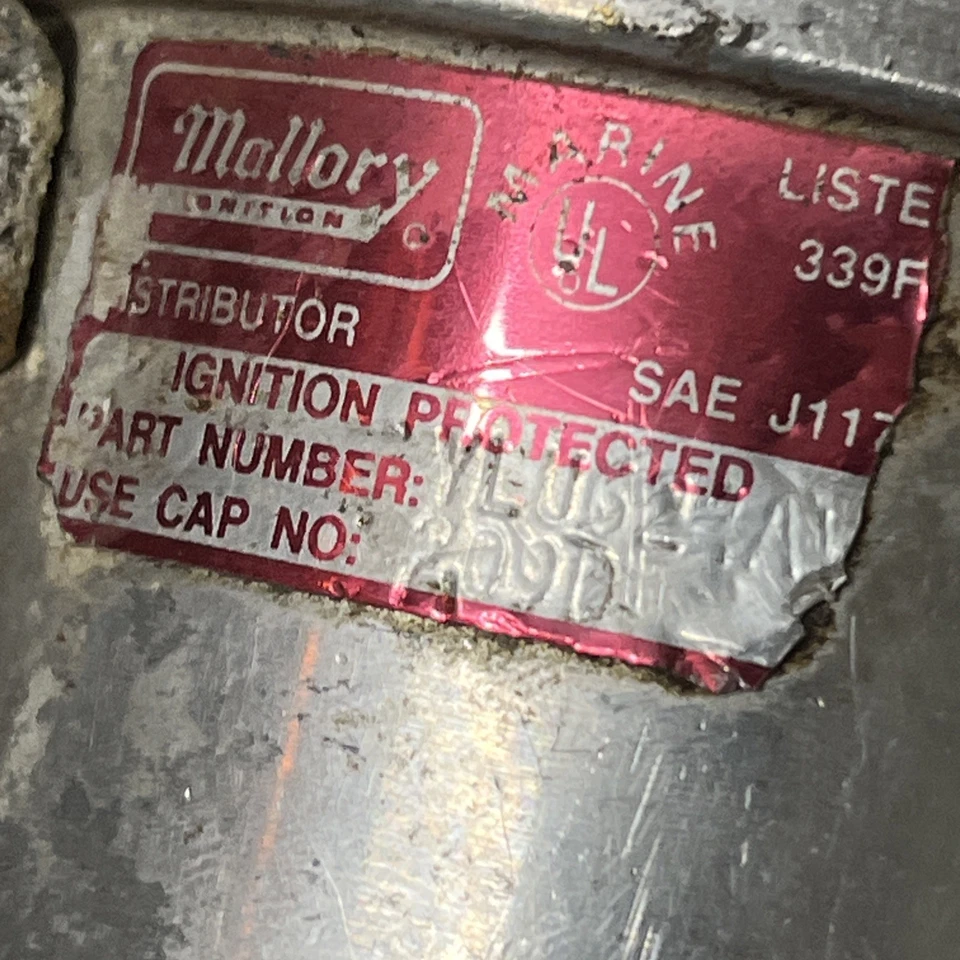 Mallory
IGNITION
MARINE
UL
LISTE
339F
ISTRIBUTOR
SAE J117
IGNITION PROTECTED
PART NUMBER:
USE CAP NO: